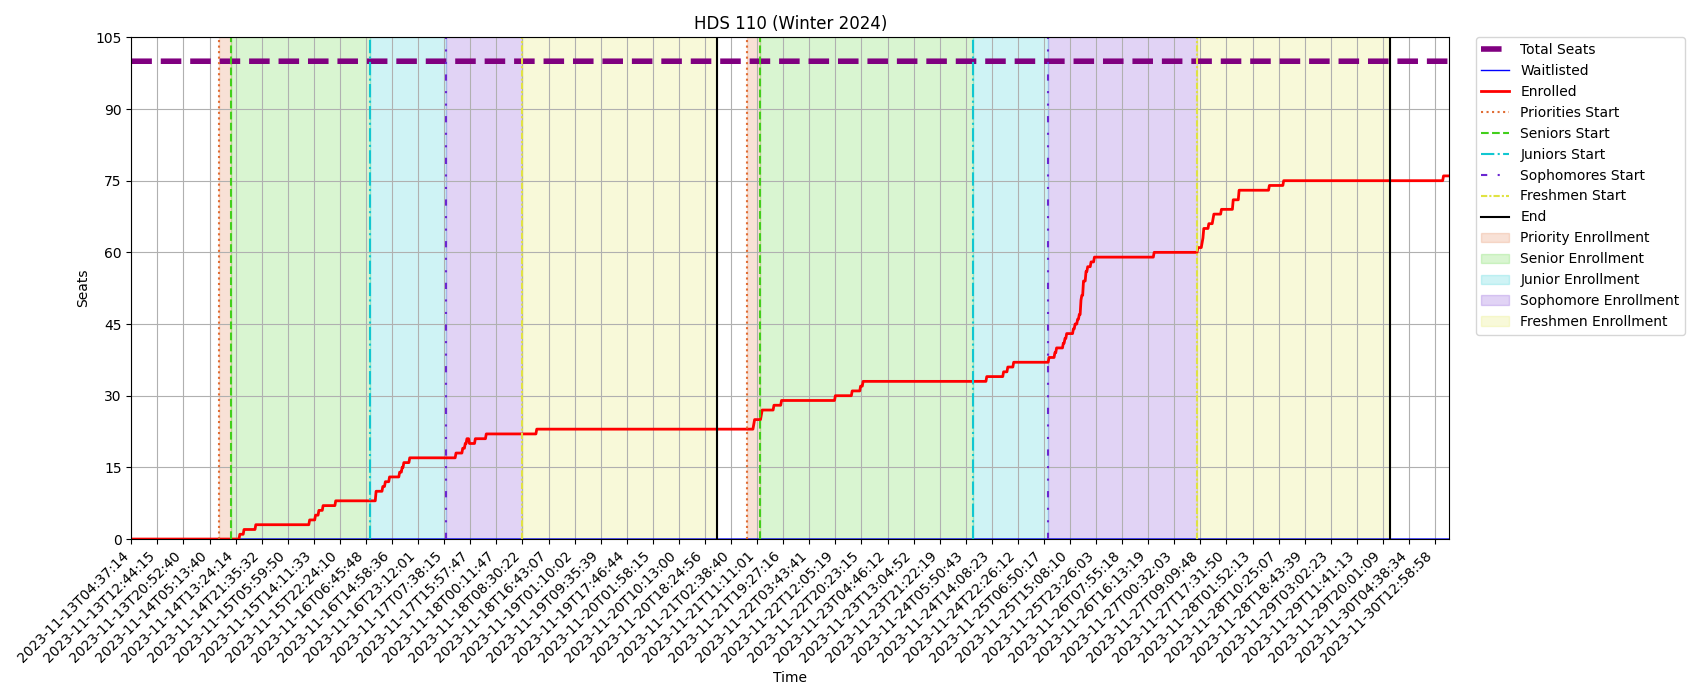 HDS 110 (Winter 2024)
105
90
75
60
45
30
15
0
Seats
2023-11-13T04:37:14
2023-11-13T12:44:15
2023-11-13T20:52:40
2023-11-14T05:13:40
2023-11-14T13:24:14
2023-11-14T21:35:32
2023-11-15T05:59:50
2023-11-15T14:11:33
2023-11-15T22:24:10
2023-11-16T06:45:48
2023-11-16T14:58:36
2023-11-16T23:12:01
2023-11-17T07:38:15
2023-11-17T15:57:47
2023-11-18T00:11:47
2023-11-18T08:30:22
2023-11-18T16:43:07
2023-11-19T01:10:02
2023-11-19T09:35:39
2023-11-19T17:46:44
2023-11-20T01:58:15
2023-11-20T10:13:00
2023-11-20T18:24:56
2023-11-21T02:38:40
2023-11-21T11:11:01
2023-11-21T19:27:16
2023-11-22T03:43:41
2023-11-22T12:05:19
2023-11-22T20:23:15
2023-11-23T04:46:12
2023-11-23T13:04:52
2023-11-23T21:22:19
2023-11-24T05:50:43
2023-11-24T14:08:23
2023-11-24T22:26:12
2023-11-25T06:50:17
2023-11-25T15:08:10
2023-11-25T23:26:03
2023-11-26T07:55:18
2023-11-26T16:13:19
2023-11-27T00:32:03
2023-11-27T09:09:48
2023-11-27T17:31:50
2023-11-28T01:52:13
2023-11-28T10:25:07
2023-11-28T18:43:39
2023-11-29T03:02:23
2023-11-29T11:41:13
2023-11-29T20:01:09
2023-11-30T04:38:34
2023-11-30T12:58:58
Time
Total Seats
Waitlisted
Enrolled
Priorities Start
Seniors Start
Juniors Start
Sophomores Start
Freshmen Start
End
Priority Enrollment
Senior Enrollment
Junior Enrollment
Sophomore Enrollment
Freshmen Enrollment